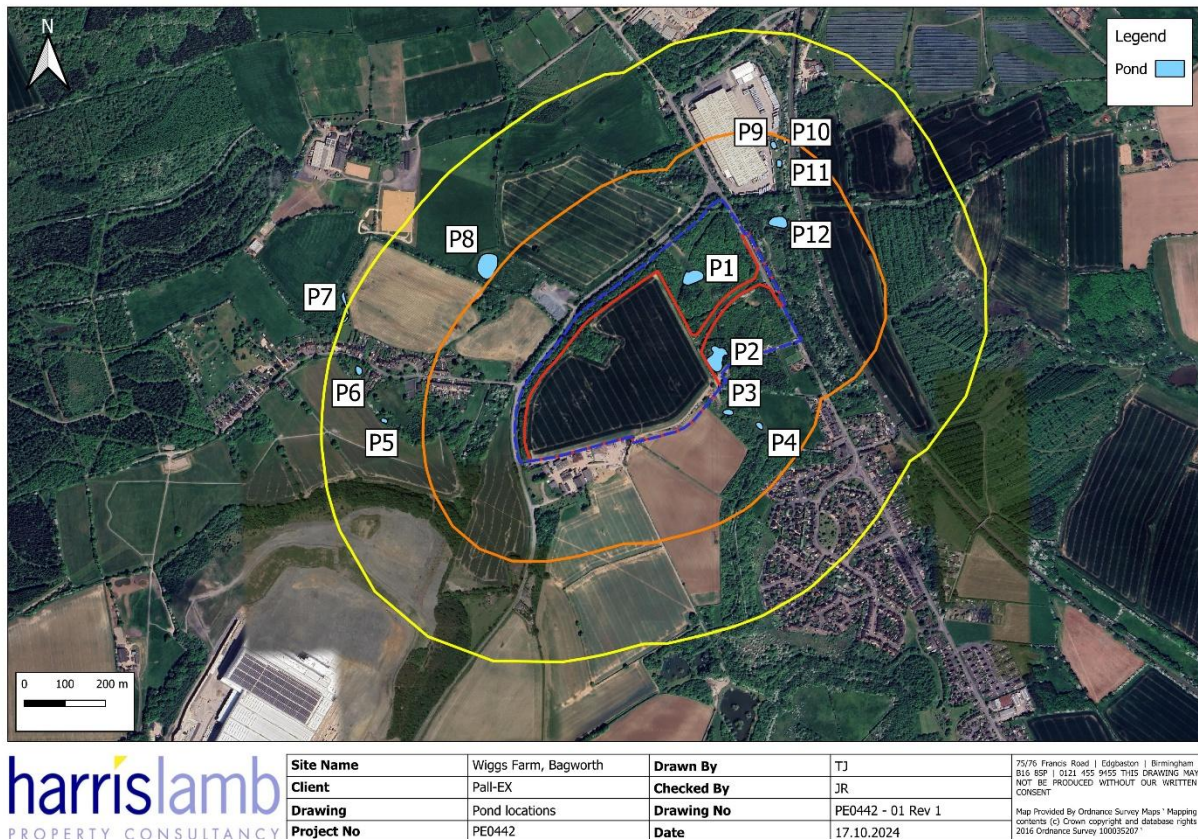 N
Legend
Pond
P9
P10
P11
P8
P12
P1
P7
P2
P6
P3
P5
P4
0 100 200 m
harrislamb
PROPERTY CONSULTANCY
Site Name Wiggs Farm, Bagworth Drawn By TJ
Client Pall-EX Checked By JR
Drawing Pond locations Drawing No PE0442 - 01 Rev 1
Project No PE0442 Date 17.10.2024
75/76 Francis Road | Edgbaston | Birmingham
B16 8SP | 0121 455 9455 THIS DRAWING MAY
NOT BE PRODUCED WITHOUT OUR WRITTEN
CONSENT
Map Provided By Ordnance Survey Maps ' Mapping
contents (c) Crown copyright and database rights
2016 Ordnance Survey 100035207 '